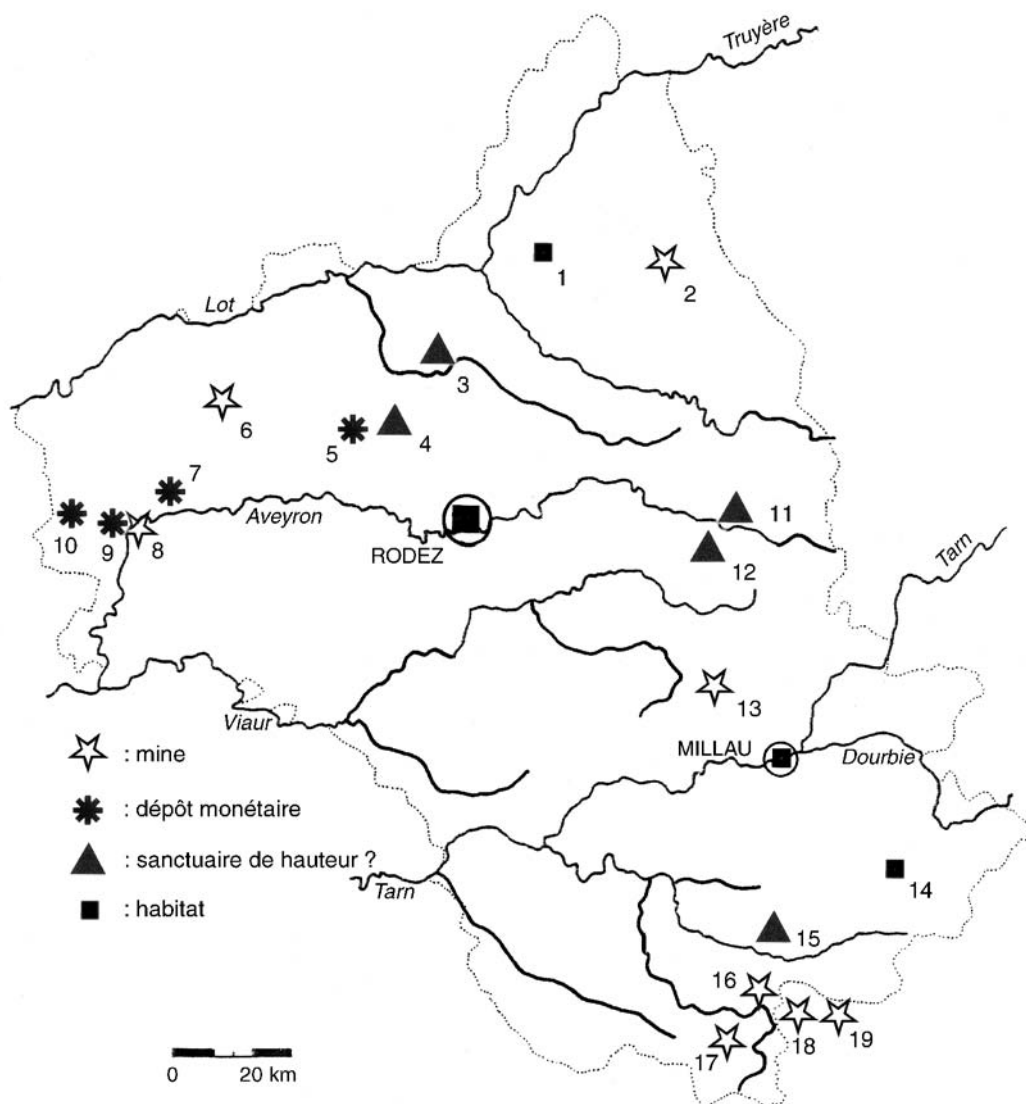 Truyère
1
2
Lot
3
6
5
4
7
Aveyron
11
10
9
8
RODEZ
12
Tarn
13
Viaur
MILLAU
Dourbie
: mine
: dépôt monétaire
: sanctuaire de hauteur ?
Tarn
14
: habitat
15
16
17
18
19
0
20 km